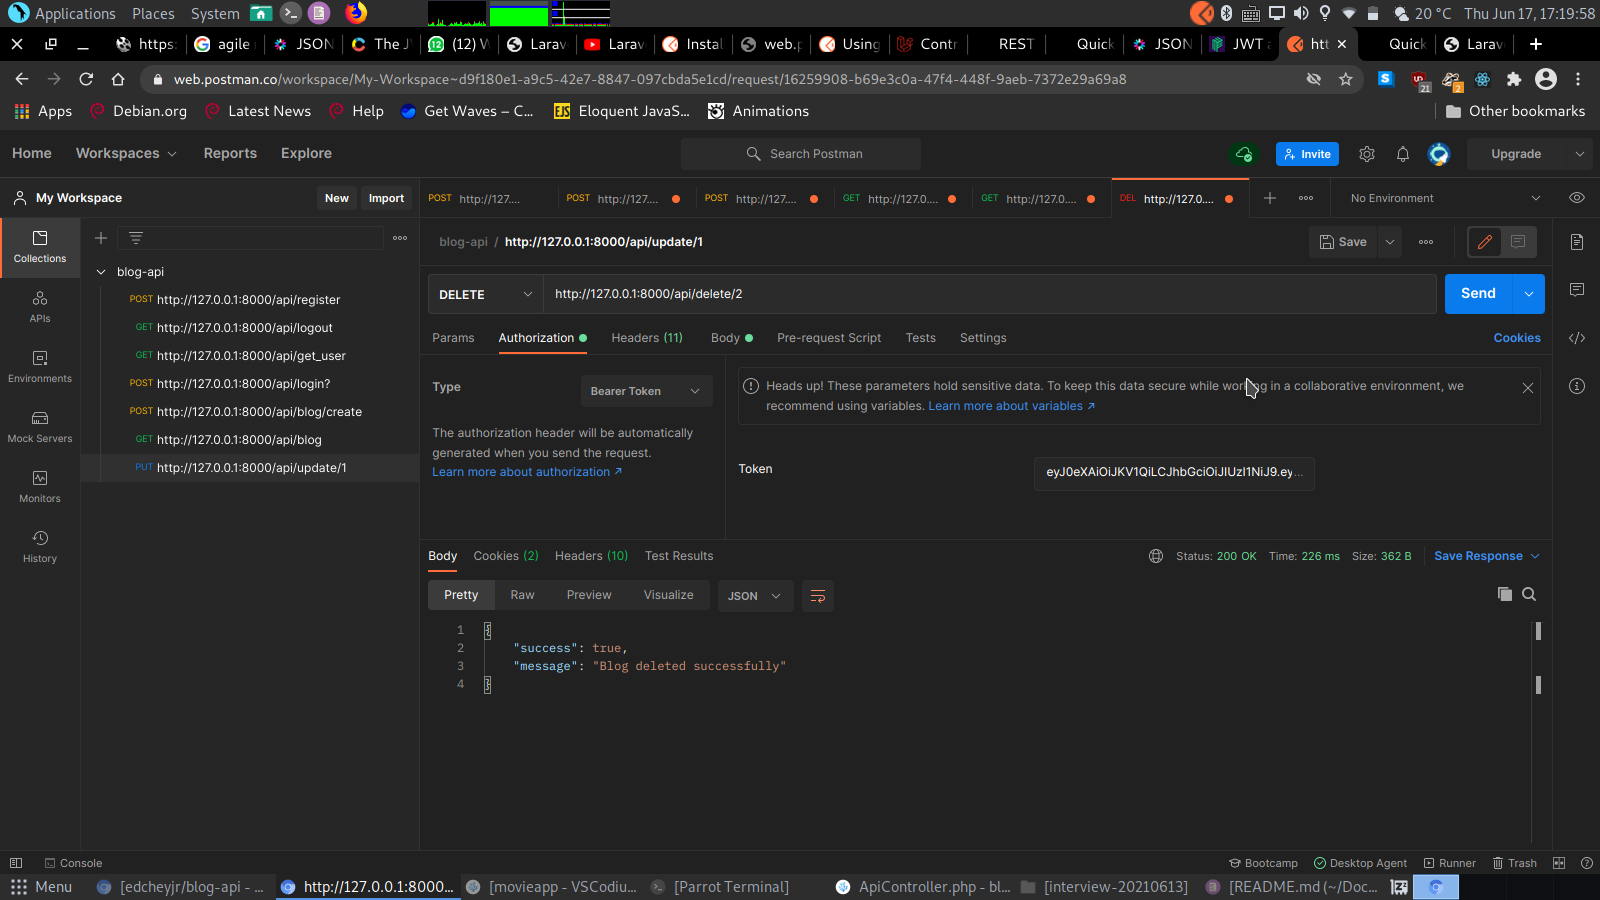 Applications Places System 20 °C Thu Jun 17, 17:19:58
https: agile JSON The J (12) W Larav Larav Instal web.p Using Contr REST Quick JSON JWT a htt Quick Larav
web.postman.co/workspace/My-Workspace~d9f180e1-a9c5-42e7-8847-097cbda5e1cd/request/16259908-b69e3c0a-47f4-448f-9aeb-7372e29a69a8 21 2
Apps Debian.org Latest News Help Get Waves – C... EJS Eloquent JavaS... Animations Other bookmarks
Home Workspaces Reports Explore Search Postman Invite Upgrade
My Workspace New Import
POST http://127.... POST http://127.... POST http://127.... GET http://127.0.... GET http://127.0.... DEL http://127.0.... No Environment
blog-api / http://127.0.0.1:8000/api/update/1 Save
Collections
APIs
Environments
Mock Servers
Monitors
History
blog-api
POST http://127.0.0.1:8000/api/register
GET http://127.0.0.1:8000/api/logout
GET http://127.0.0.1:8000/api/get_user
POST http://127.0.0.1:8000/api/login?
POST http://127.0.0.1:8000/api/blog/create
GET http://127.0.0.1:8000/api/blog
PUT http://127.0.0.1:8000/api/update/1
DELETE http://127.0.0.1:8000/api/delete/2 Send
Params Authorization Headers (11) Body Pre-request Script Tests Settings Cookies
Type Bearer Token
The authorization header will be automatically
generated when you send the request.
Learn more about authorization
Heads up! These parameters hold sensitive data. To keep this data secure while working in a collaborative environment, we
recommend using variables. Learn more about variables
Token eyJ0eXAiOiJKV1QiLCJhbGciOiJIUzI1NiJ9.ey...
Body Cookies (2) Headers (10) Test Results Status: 200 OK Time: 226 ms Size: 362 B Save Response
Pretty Raw Preview Visualize JSON
1 {
2 "success": true,
3 "message": "Blog deleted successfully"
4 }
Console Bootcamp Desktop Agent Runner Trash
Menu [edcheyjr/blog-api - ... http://127.0.0.1:8000... [movieapp - VSCodiu... [Parrot Terminal] ApiController.php - bl... [interview-20210613] [README.md (~/Doc...